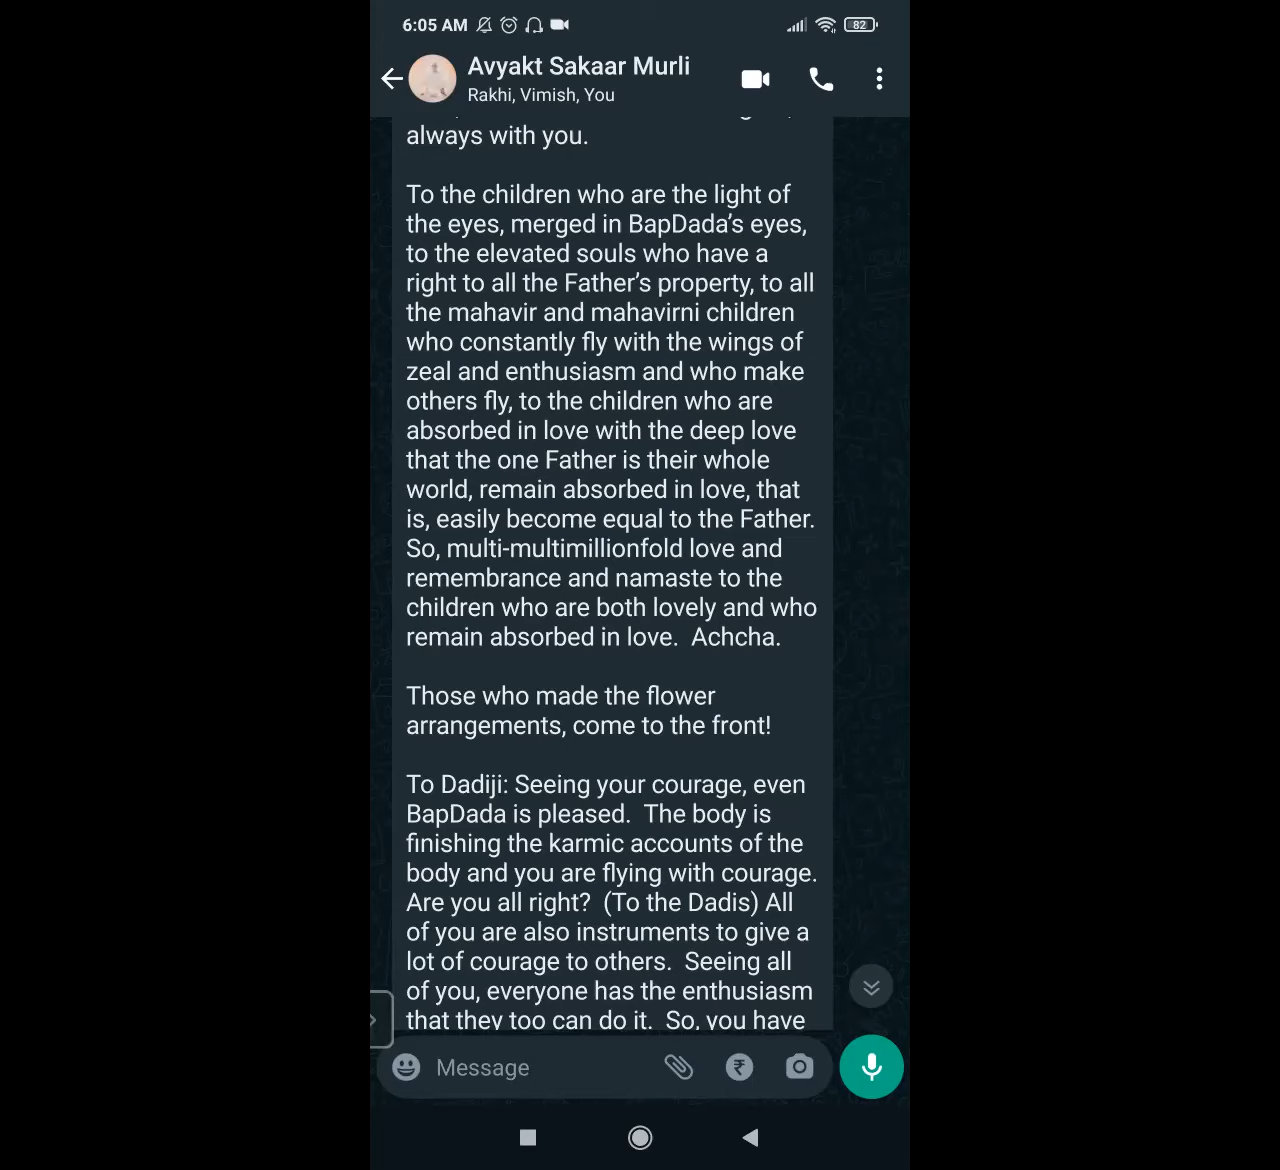 6:05 AM
82
Avyakt Sakaar Murli
Rakhi, Vimish, You
always with you.
To the children who are the light of
the eyes, merged in BapDada’s eyes,
to the elevated souls who have a
right to all the Father’s property, to all
the mahavir and mahavirni children
who constantly fly with the wings of
zeal and enthusiasm and who make
others fly, to the children who are
absorbed in love with the deep love
that the one Father is their whole
world, remain absorbed in love, that
is, easily become equal to the Father.
So, multi-multimillionfold love and
remembrance and namaste to the
children who are both lovely and who
remain absorbed in love.  Achcha.
Those who made the flower
arrangements, come to the front!
To Dadiji: Seeing your courage, even
BapDada is pleased.  The body is
finishing the karmic accounts of the
body and you are flying with courage.
Are you all right?  (To the Dadis) All
of you are also instruments to give a
lot of courage to others.  Seeing all
of you, everyone has the enthusiasm
that they too can do it.  So, you have
Message